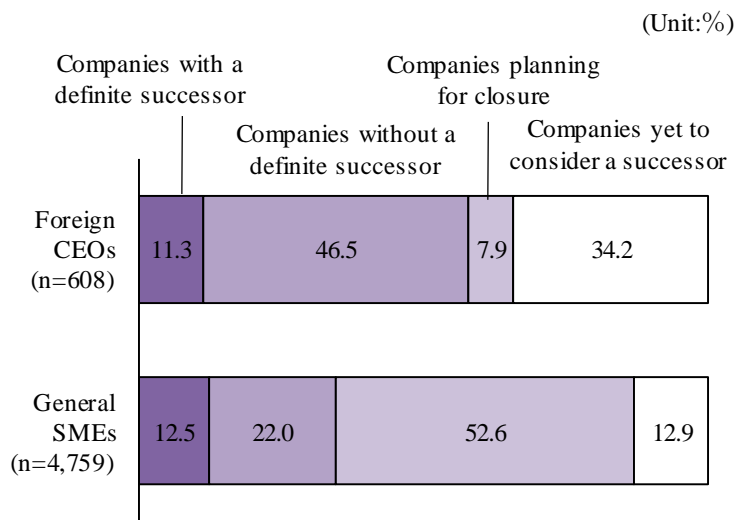 (Unit:%)
Companies with a
definite successor
Companies planning
for closure
Companies without a
definite successor
Companies yet to
consider a successor
Foreign
CEOs
(n=608)
11.3
46.5
7.9
34.2
General
SMEs
(n=4,759)
12.5
22.0
52.6
12.9